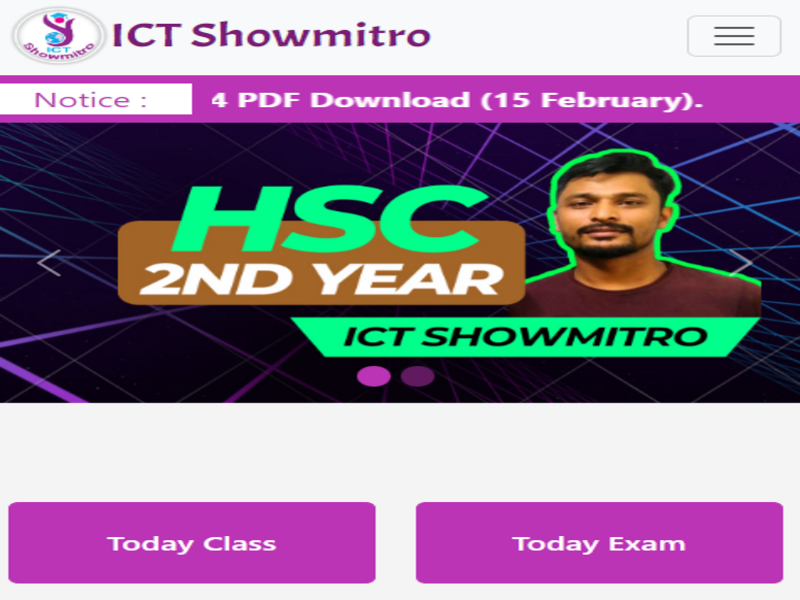 ICT
Showmitro
ICT Showmitro
Notice : 4 PDF Download (15 February).
HSC
2ND YEAR
ICT SHOWMITRO
Today Class
Today Exam